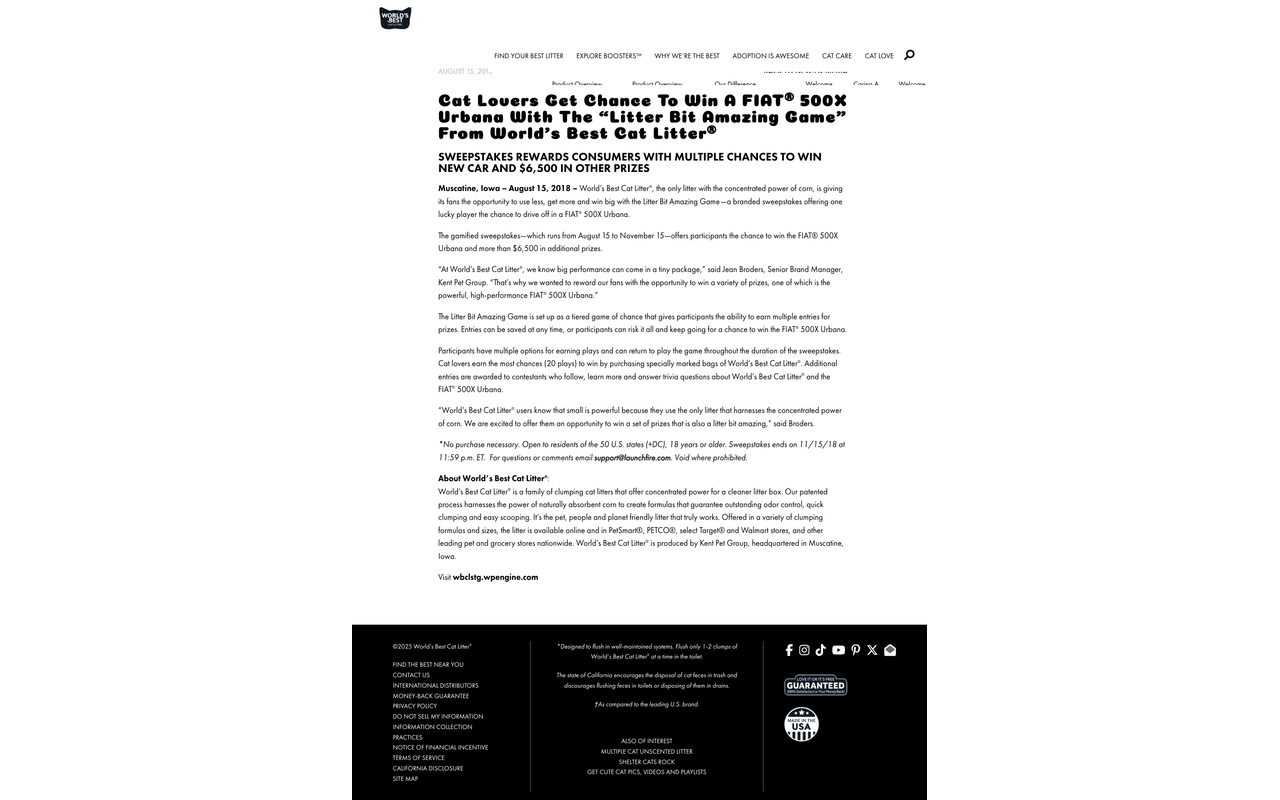 WORLD'S
BEST
CAT LITTER
FIND YOUR BEST LITTER EXPLORE BOOSTERS™ WHY WE'RE THE BEST ADOPTION IS AWESOME CAT CARE CAT LOVE
AUGUST 15, 201
Product Overview Product Overview Our Difference Welcome Caring A Welcome
Cat Lovers Get Chance To Win A FIAT® 500X
Urbana With The “Litter Bit Amazing Game”
From World’s Best Cat Litter®
SWEEPSTAKES REWARDS CONSUMERS WITH MULTIPLE CHANCES TO WIN
NEW CAR AND $6,500 IN OTHER PRIZES
Muscatine, Iowa – August 15, 2018 – World’s Best Cat Litter®, the only litter with the concentrated power of corn, is giving
its fans the opportunity to use less, get more and win big with the Litter Bit Amazing Game—a branded sweepstakes offering one
lucky player the chance to drive off in a FIAT® 500X Urbana.
The gamified sweepstakes—which runs from August 15 to November 15—offers participants the chance to win the FIAT® 500X
Urbana and more than $6,500 in additional prizes.
“At World’s Best Cat Litter®, we know big performance can come in a tiny package,” said Jean Broders, Senior Brand Manager,
Kent Pet Group. “That’s why we wanted to reward our fans with the opportunity to win a variety of prizes, one of which is the
powerful, high-performance FIAT® 500X Urbana.”
The Litter Bit Amazing Game is set up as a tiered game of chance that gives participants the ability to earn multiple entries for
prizes. Entries can be saved at any time, or participants can risk it all and keep going for a chance to win the FIAT® 500X Urbana.
Participants have multiple options for earning plays and can return to play the game throughout the duration of the sweepstakes.
Cat lovers earn the most chances (20 plays) to win by purchasing specially marked bags of World’s Best Cat Litter®. Additional
entries are awarded to contestants who follow, learn more and answer trivia questions about World’s Best Cat Litter® and the
FIAT® 500X Urbana.
“World’s Best Cat Litter® users know that small is powerful because they use the only litter that harnesses the concentrated power
of corn. We are excited to offer them an opportunity to win a set of prizes that is also a litter bit amazing,” said Broders.
*No purchase necessary. Open to residents of the 50 U.S. states (+DC), 18 years or older. Sweepstakes ends on 11/15/18 at
11:59 p.m. ET. For questions or comments email support@launchfire.com. Void where prohibited.
About World’s Best Cat Litter®:
World’s Best Cat Litter® is a family of clumping cat litters that offer concentrated power for a cleaner litter box. Our patented
process harnesses the power of naturally absorbent corn to create formulas that guarantee outstanding odor control, quick
clumping and easy scooping. It’s the pet, people and planet friendly litter that truly works. Offered in a variety of clumping
formulas and sizes, the litter is available online and in PetSmart®, PETCO®, select Target® and Walmart stores, and other
leading pet and grocery stores nationwide. World’s Best Cat Litter® is produced by Kent Pet Group, headquartered in Muscatine,
Iowa.
Visit wbclstg.wpengine.com
©2025 World’s Best Cat Litter®
FIND THE BEST NEAR YOU
CONTACT US
INTERNATIONAL DISTRIBUTORS
MONEY-BACK GUARANTEE
PRIVACY POLICY
DO NOT SELL MY INFORMATION
INFORMATION COLLECTION
PRACTICES
NOTICE OF FINANCIAL INCENTIVE
TERMS OF SERVICE
CALIFORNIA DISCLOSURE
SITE MAP
*Designed to flush in well-maintained systems. Flush only 1-2 clumps of
World’s Best Cat Litter® at a time in the toilet.
The state of California encourages the disposal of cat feces in trash and
discourages flushing feces in toilets or disposing of them in drains.
†As compared to the leading U.S. brand.
ALSO OF INTEREST
MULTIPLE CAT UNSCENTED LITTER
SHELTER CATS ROCK
GET CUTE CAT PICS, VIDEOS AND PLAYLISTS
LOVE IT OR IT'S FREE
GUARANTEED
100% Satisfaction or Your Money Back!
MADE IN THE
USA